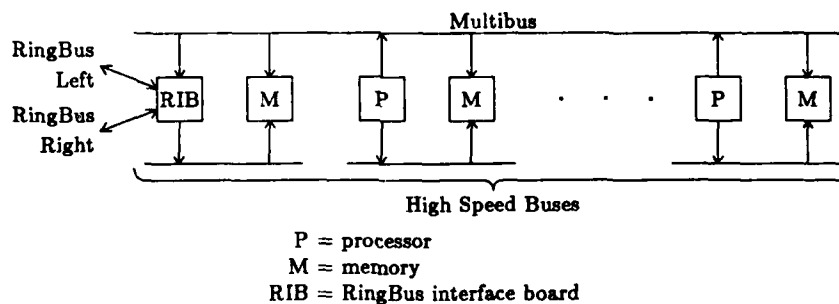 Multibus
RingBus
Left
RingBus
Right
RIB
M
P
M
. . .
P
M
High Speed Buses
P = processor
M = memory
RIB = RingBus interface board